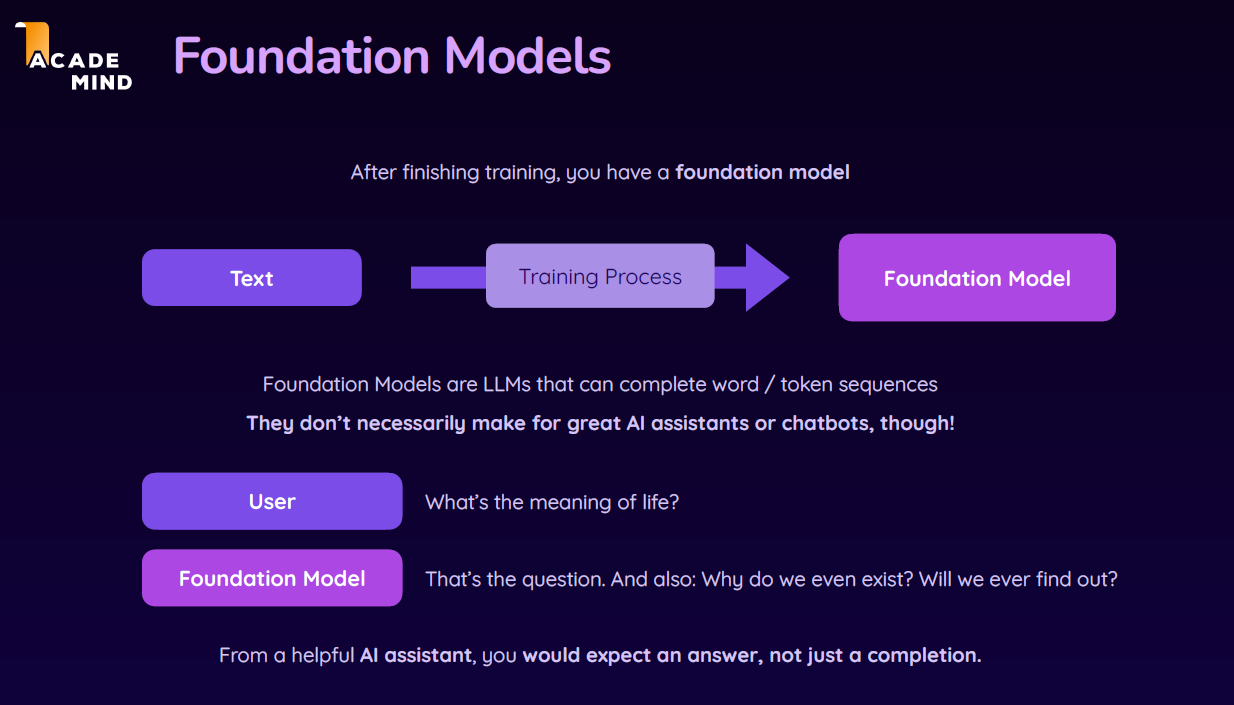 ACADE
MIND
Foundation Models
After finishing training, you have a foundation model
Text
Training Process
Foundation Model
Foundation Models are LLMs that can complete word / token sequences
They don't necessarily make for great AI assistants or chatbots, though!
User
What's the meaning of life?
Foundation Model
That's the question. And also: Why do we even exist? Will we ever find out?
From a helpful AI assistant, you would expect an answer, not just a completion.